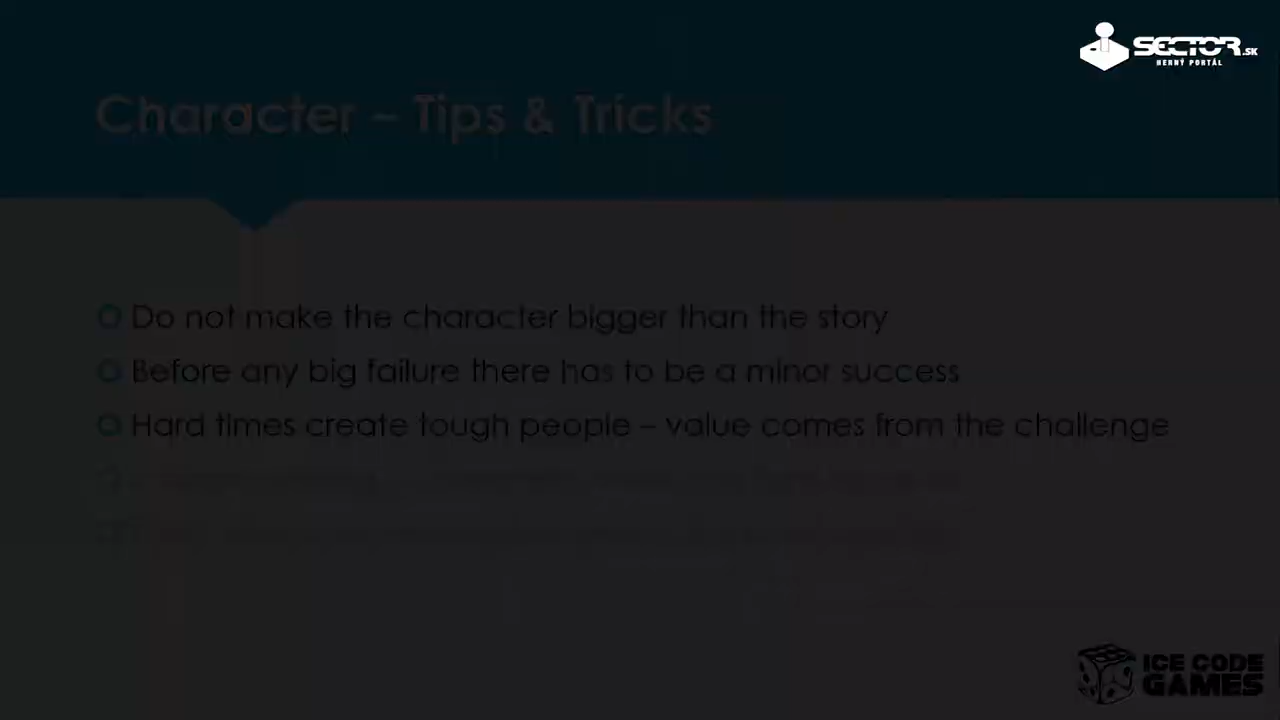 SECTOR.SK
HERNÝ PORTÁL
Character – Tips & Tricks
Do not make the character bigger than the story
Before any big failure there has to be a minor success
Hard times create tough people – value comes from the challenge
ICE CODE
GAMES